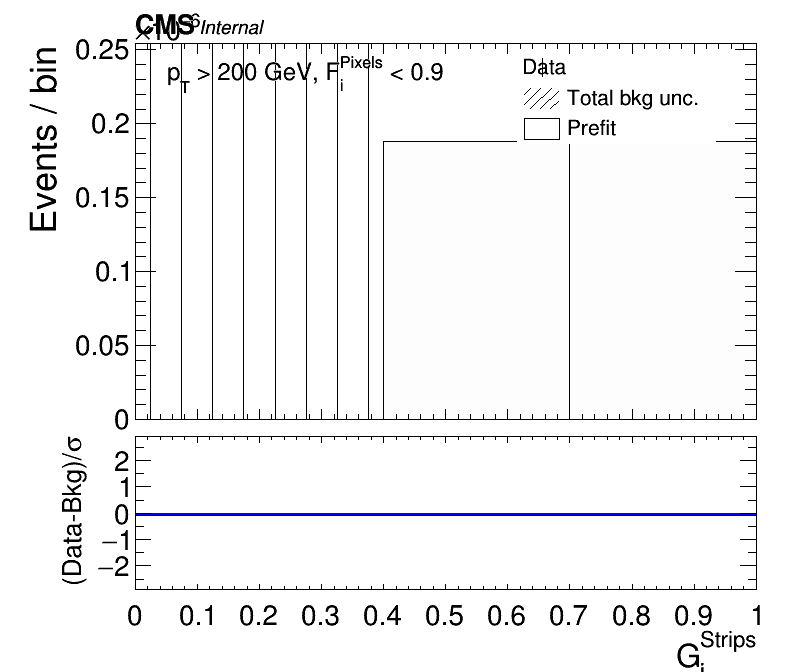 CMS Internal
×10⁻⁶
Events / bin
0.25
0.2
0.15
0.1
0.05
0
p_T > 200 GeV, F_i^Pixels < 0.9
Data
Total bkg unc.
Prefit
(Data-Bkg)/σ
2
1
0
−1
−2
0 0.1 0.2 0.3 0.4 0.5 0.6 0.7 0.8 0.9 1
G_i^Strips